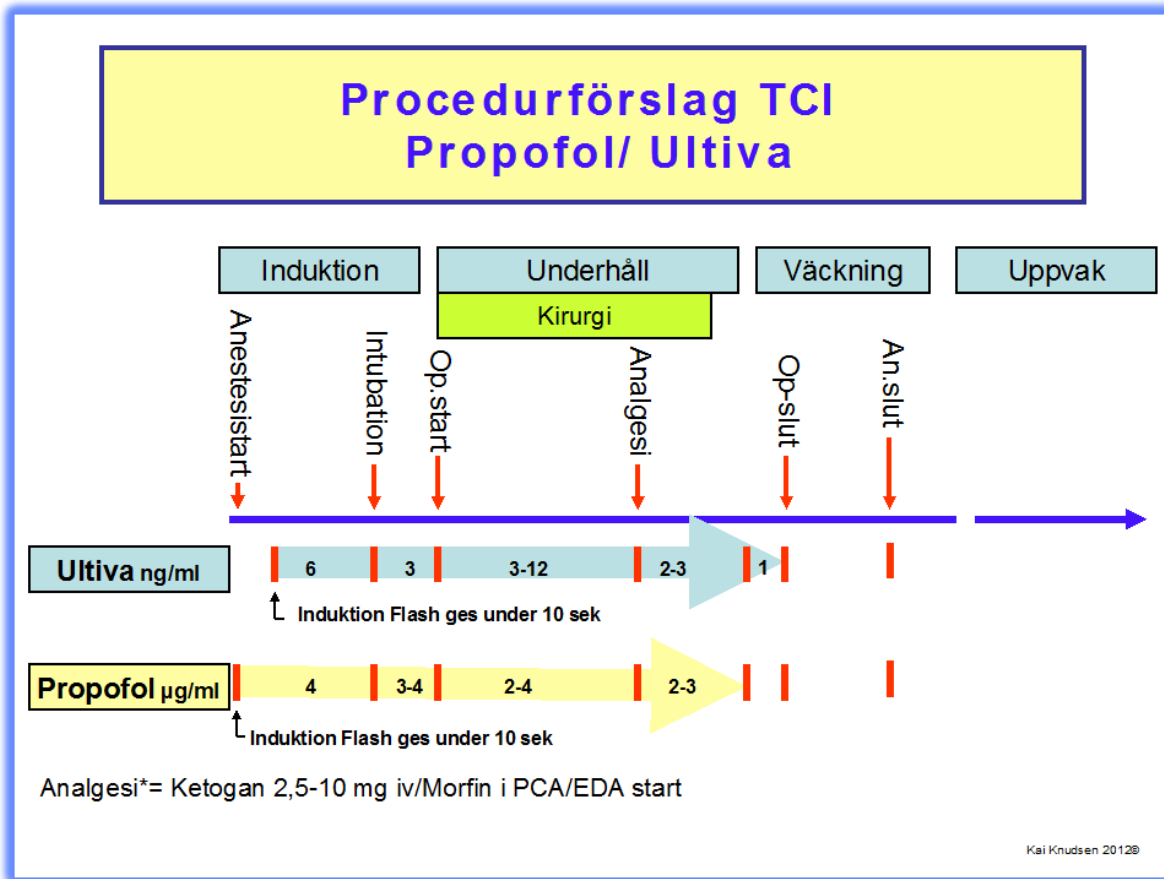 Procedurförslag TCI
Propofol/ Ultiva
Induktion
Underhåll
Väckning
Uppvak
Kirurgi
Anestesistart
Intubation
Op.start
Analgesi
Op-slut
An.slut
Ultiva ng/ml
6
3
3-12
2-3
1
Induktion Flash ges under 10 sek
Propofol µg/ml
4
3-4
2-4
2-3
Induktion Flash ges under 10 sek
Analgesi*= Ketogan 2,5-10 mg iv/Morfin i PCA/EDA start
Kai Knudsen 2012®